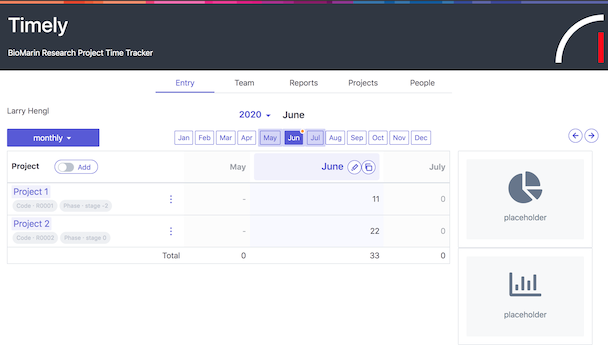 Timely
BioMarin Research Project Time Tracker
Entry Team Reports Projects People
Larry Hengl
2020 June
monthly
Jan Feb Mar Apr May Jun Jul Aug Sep Oct Nov Dec
Project Add May June July
Project 1 - 11 0
Code - R0001 Phase - stage -2
Project 2 - 22 0
Code - R0002 Phase - stage 0
Total 0 33 0
placeholder
placeholder